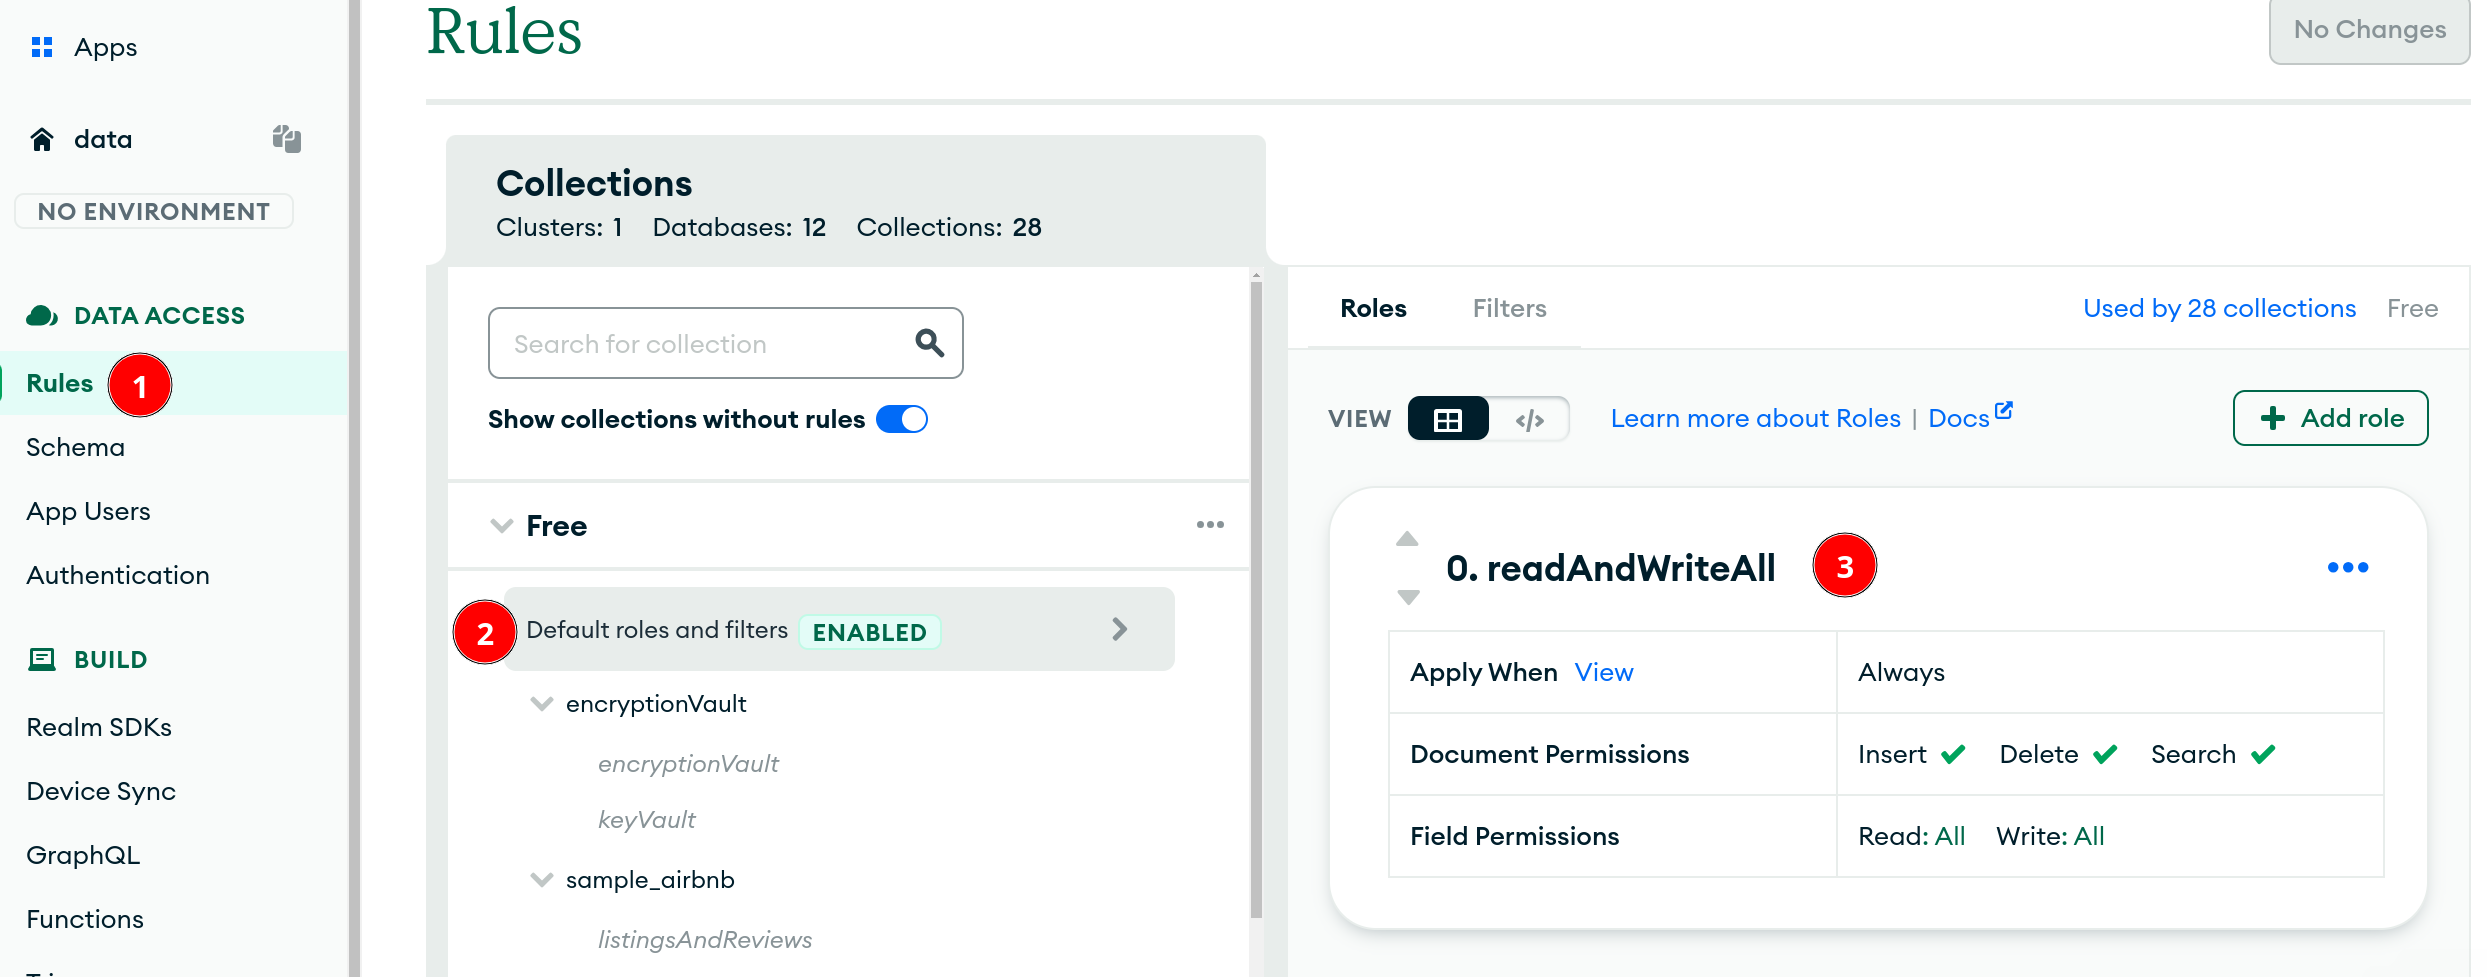 Apps
data
NO ENVIRONMENT
DATA ACCESS
Rules 1
Schema
App Users
Authentication
BUILD
Realm SDKs
Device Sync
GraphQL
Functions
Rules
No Changes
Collections
Clusters: 1 Databases: 12 Collections: 28
Search for collection
Show collections without rules
Free
2 Default roles and filters ENABLED
encryptionVault
encryptionVault
keyVault
sample_airbnb
listingsAndReviews
Roles Filters Used by 28 collections Free
VIEW </> Learn more about Roles | Docs + Add role
0. readAndWriteAll 3
Apply When View Always
Document Permissions Insert Delete Search
Field Permissions Read: All Write: All